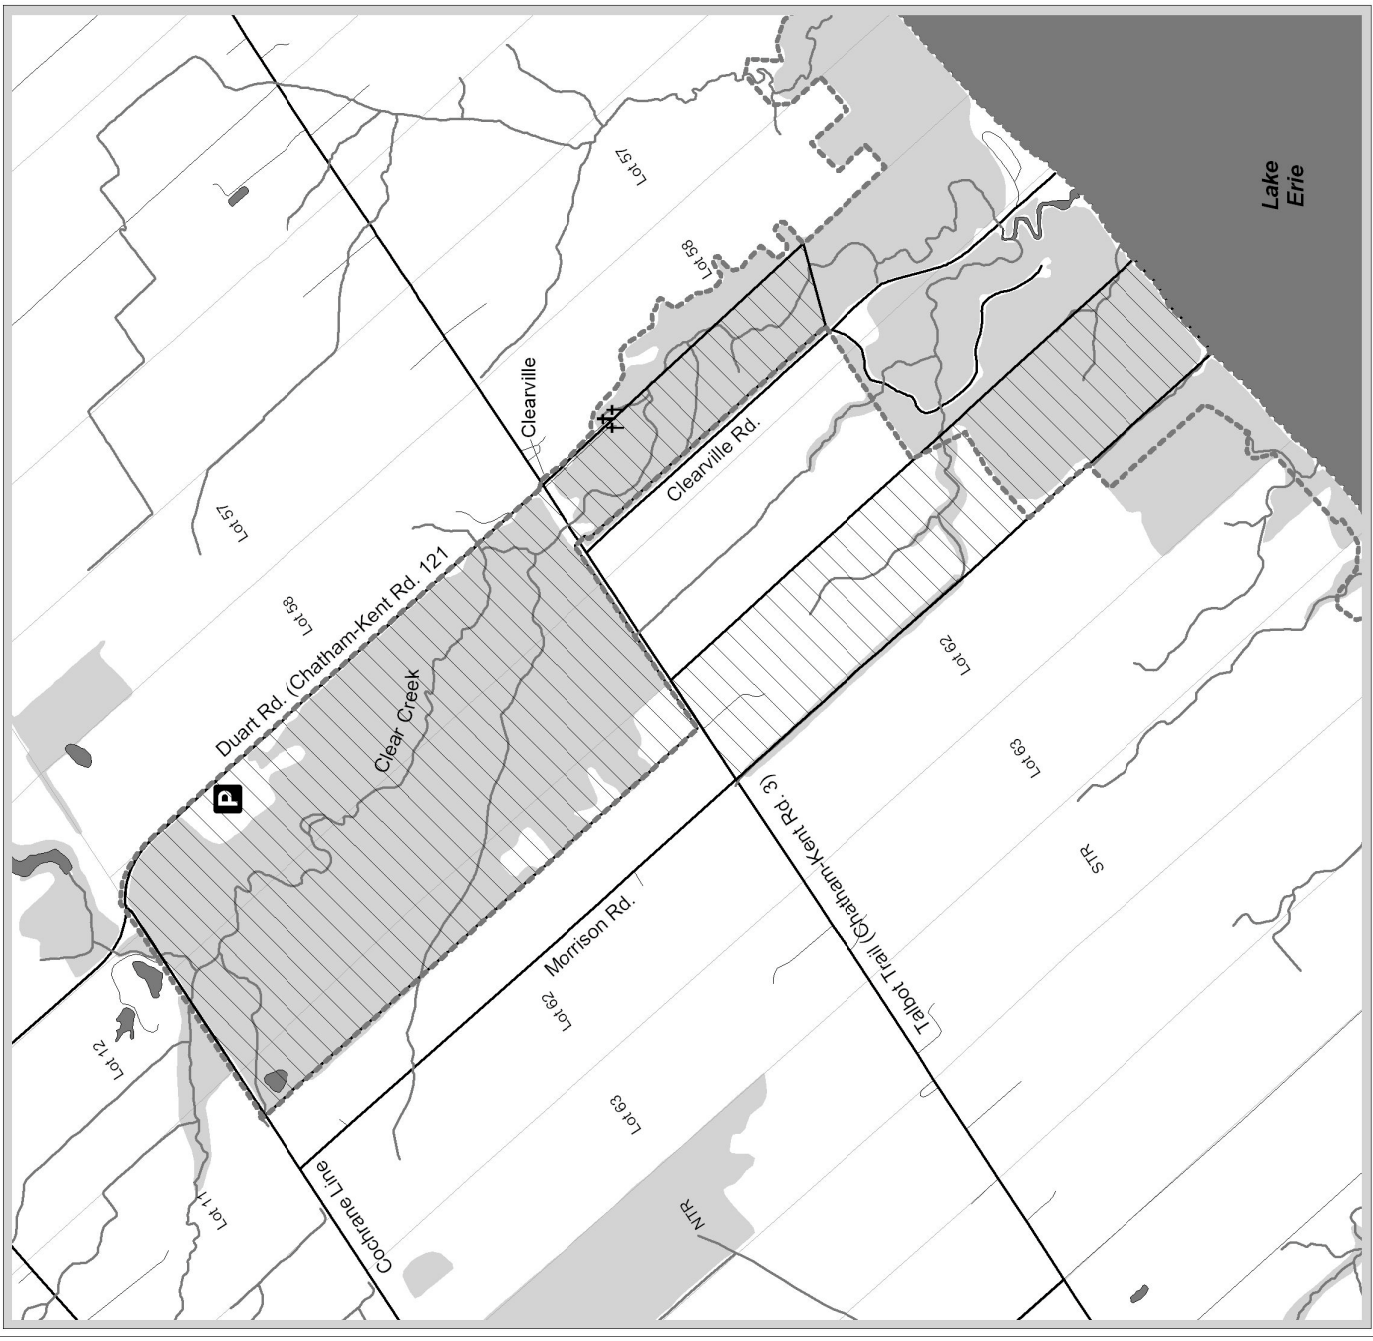 Lot 57
Lake
Erie
Lot 58
Clearville
Clearville Rd.
Lot 57
Duart Rd. (Chatham-Kent Rd. 121
Lot 58
Clear Creek
P
Lot 62
Lot 63
STR
Talbot Trail (Chatham-Kent Rd. 3)
Morrison Rd.
Lot 62
Lot 12
Lot 63
Lot 11
Cochrane Line
NTR